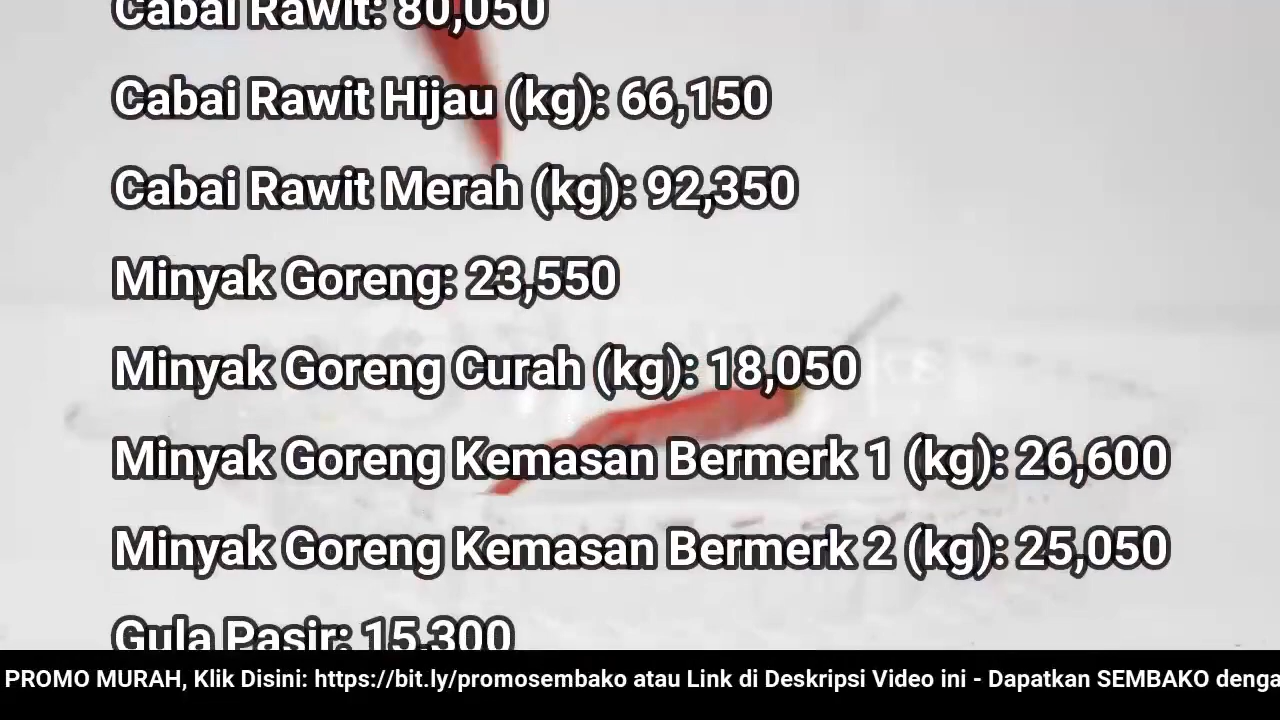 Cabai Rawit: 80,050
Cabai Rawit Hijau (kg): 66,150
Cabai Rawit Merah (kg): 92,350
Minyak Goreng: 23,550
Minyak Goreng Curah (kg): 18,050
Minyak Goreng Kemasan Bermerk 1 (kg): 26,600
Minyak Goreng Kemasan Bermerk 2 (kg): 25,050
Gula Pasir: 15,300
PROMO MURAH, Klik Disini: https://bit.ly/promosembako atau Link di Deskripsi Video ini - Dapatkan SEMBAKO denga